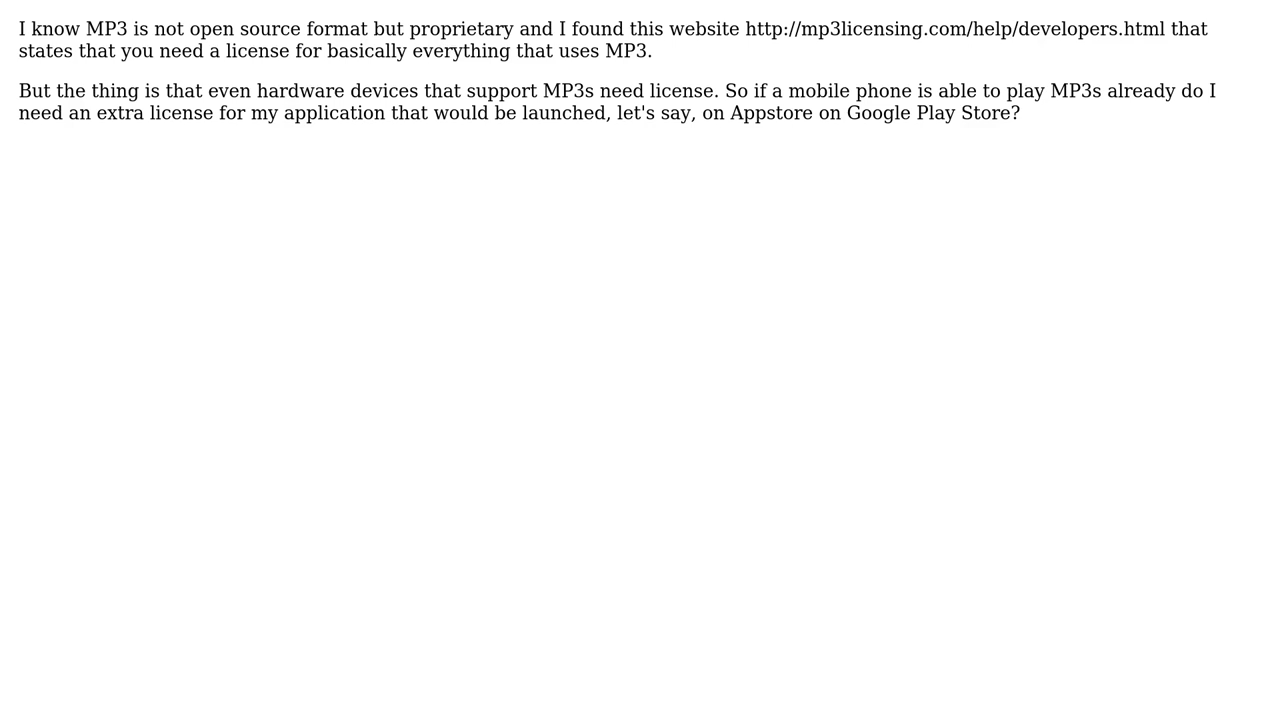 I know MP3 is not open source format but proprietary and I found this website http://mp3licensing.com/help/developers.html that
states that you need a license for basically everything that uses MP3.
But the thing is that even hardware devices that support MP3s need license. So if a mobile phone is able to play MP3s already do I
need an extra license for my application that would be launched, let's say, on Appstore on Google Play Store?